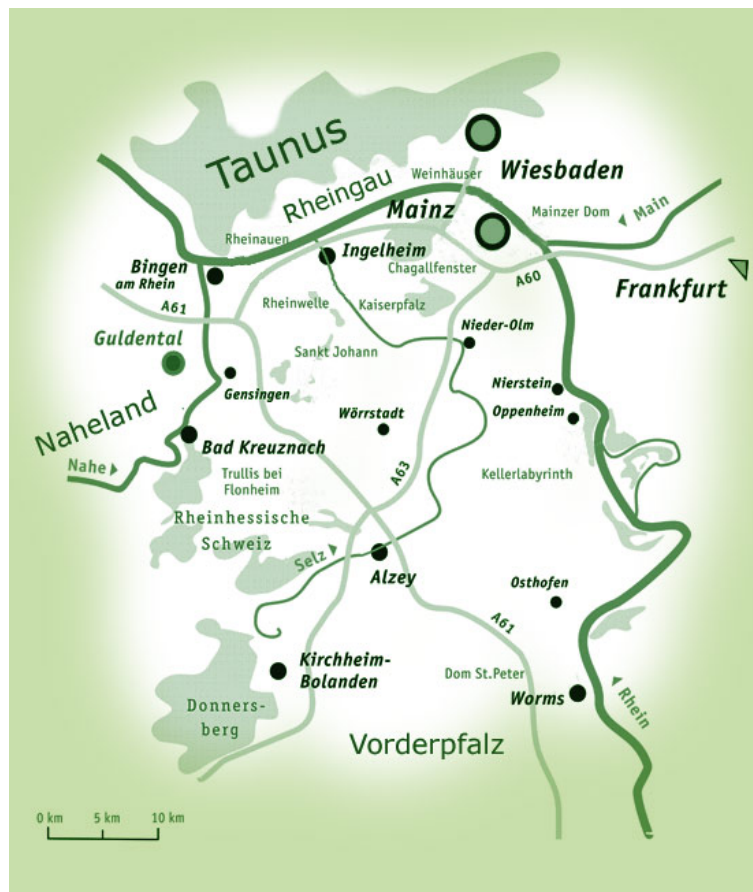 Taunus
Wiesbaden
Weinhäuser
Rheingau
Mainz
Mainzer Dom
Main
Rheinauen
Ingelheim
Chagallfenster
Bingen
am Rhein
A60
Frankfurt
A61
Rheinwelle
Kaiserpfalz
Guldental
Nieder-Olm
Sankt Johann
Gensingen
Nierstein
Naheland
Wörrstadt
Oppenheim
Bad Kreuznach
Nahe
A63
Trullis bei
Flonheim
Kellerlabyrinth
Rheinhessische
Schweiz
Selz
Alzey
Osthofen
A61
Kirchheim-
Bolanden
Dom St.Peter
Worms
Rhein
Donners-
berg
Vorderpfalz
0 km 5 km 10 km